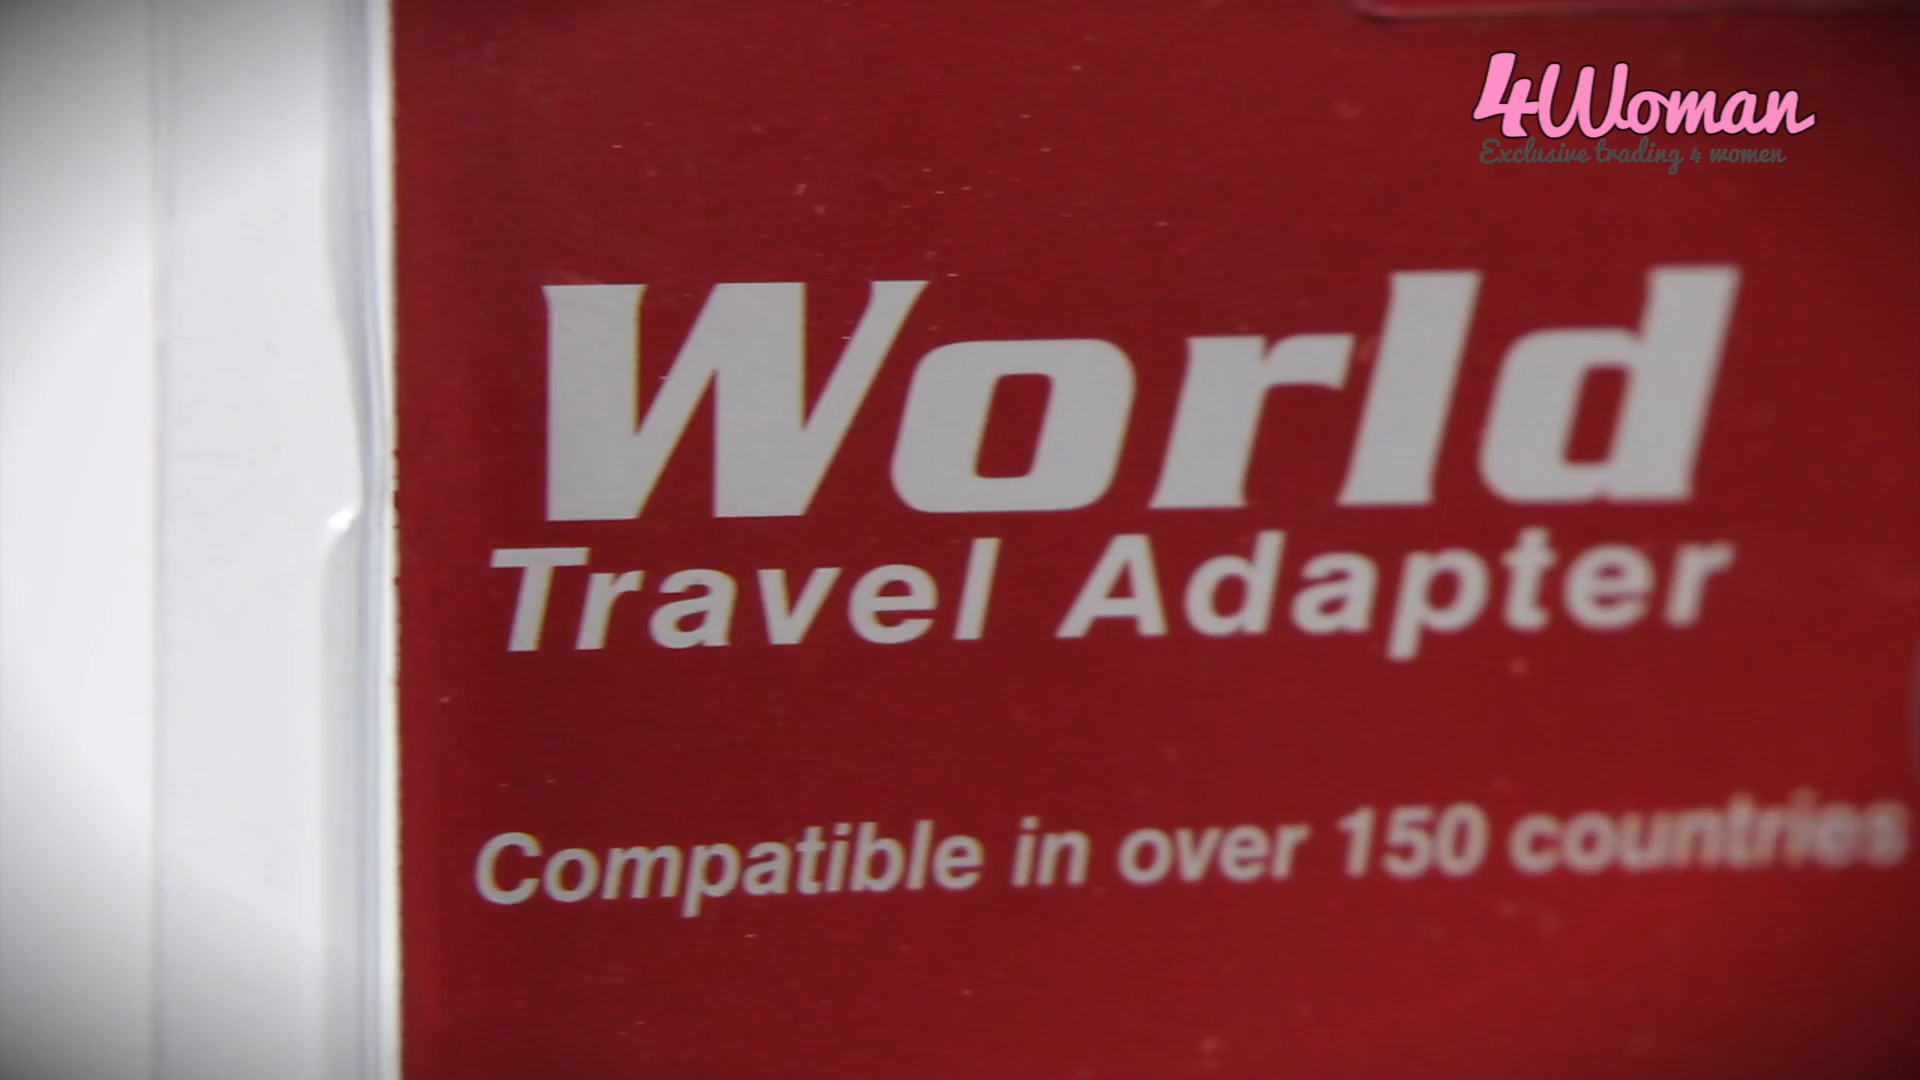 4Woman
Exclusive trading 4 women
World
Travel Adapter
Compatible in over 150 countries